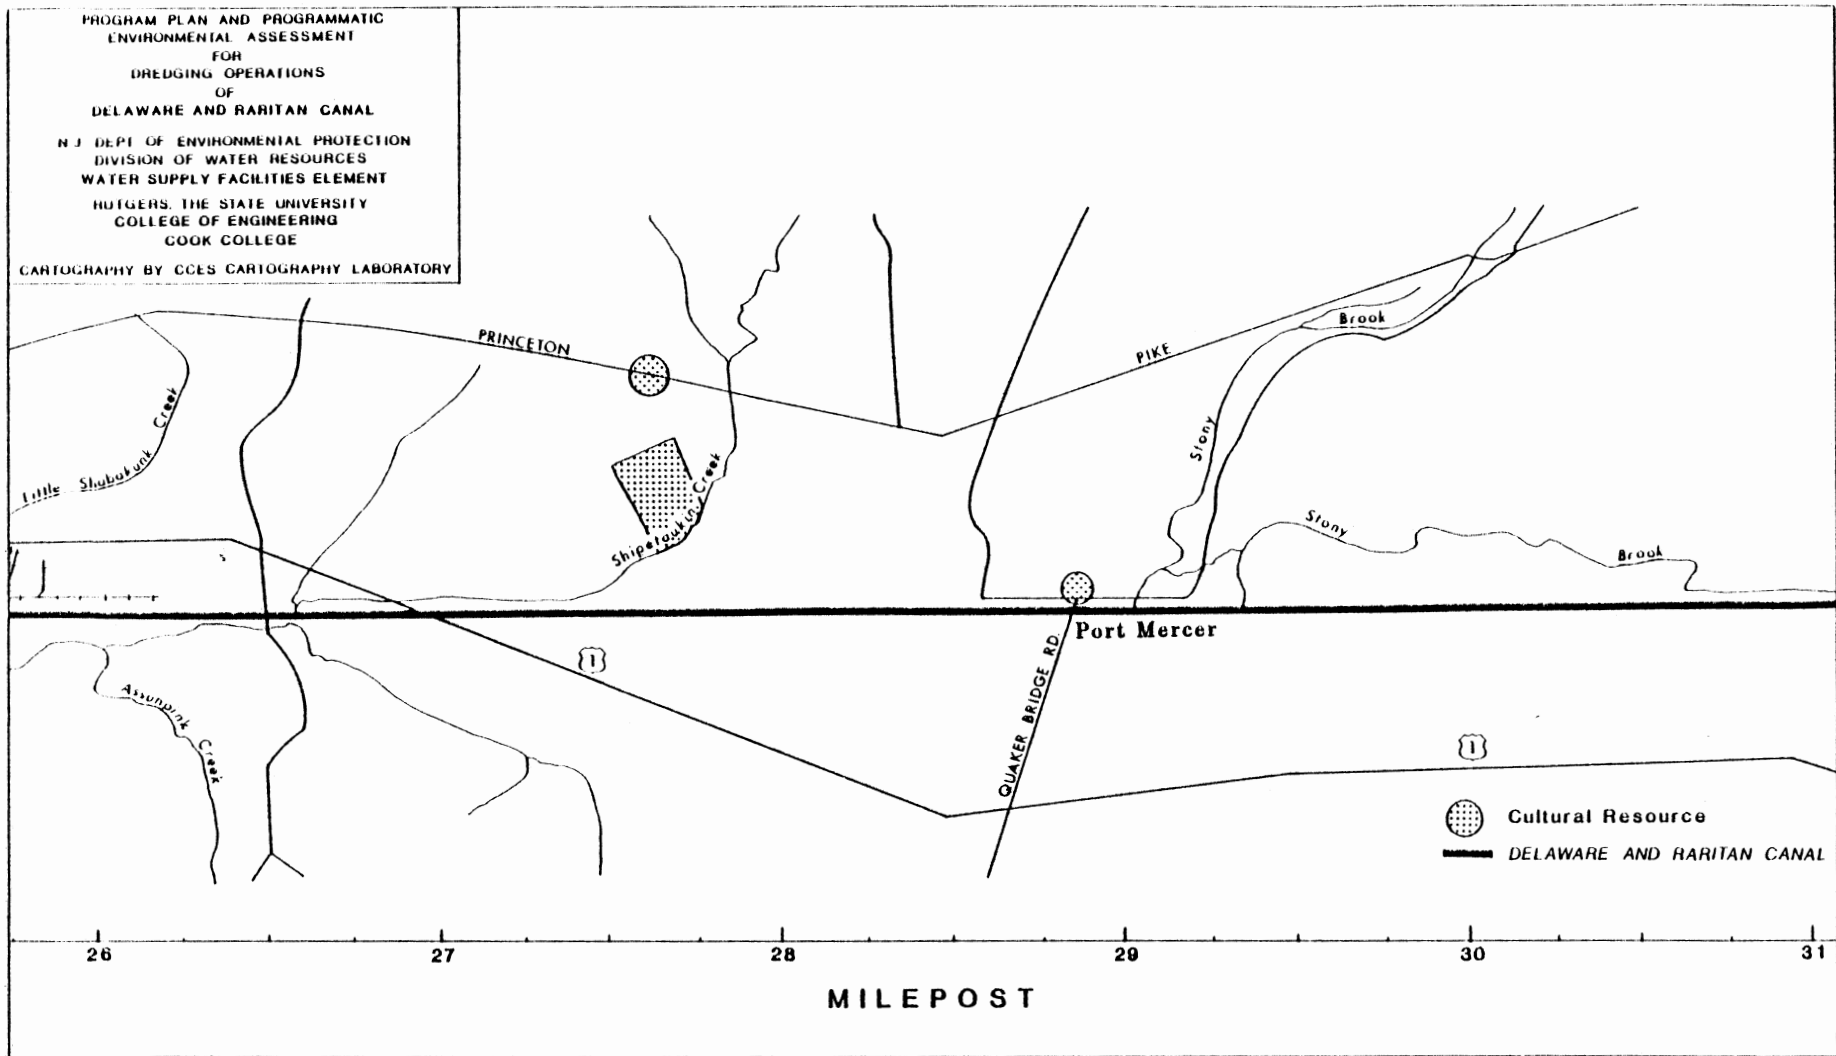 PROGRAM PLAN AND PROGRAMMATIC
ENVIRONMENTAL ASSESSMENT
FOR
DREDGING OPERATIONS
OF
DELAWARE AND RARITAN CANAL
N J DEPT OF ENVIRONMENTAL PROTECTION
DIVISION OF WATER RESOURCES
WATER SUPPLY FACILITIES ELEMENT
RUTGERS, THE STATE UNIVERSITY
COLLEGE OF ENGINEERING
COOK COLLEGE
CARTOGRAPHY BY CCES CARTOGRAPHY LABORATORY
PRINCETON
PIKE
Brook
Stony
Little Shabakunk Creek
Shipetaukin Creek
Stony
Brook
Port Mercer
1
QUAKER BRIDGE RD.
Assunpink Creek
1
Cultural Resource
DELAWARE AND RARITAN CANAL
26 27 28 29 30 31
MILEPOST